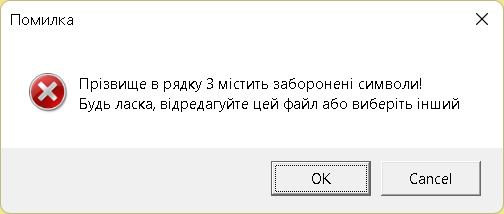 Помилка
Прізвище в рядку 3 містить заборонені символи!
Будь ласка, відредагуйте цей файл або виберіть інший
OK
Cancel